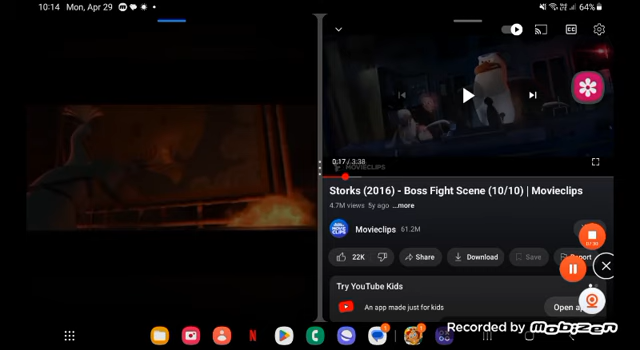 10:14 Mon, Apr 29
64%
CC
MOVIECLIPS
0:17 / 3:38
Storks (2016) - Boss Fight Scene (10/10) | Movieclips
4.7M views 5y ago ...more
Movieclips 61.2M
22K Share Download Save Report
Try YouTube Kids
An app made just for kids
Open ap
Recorded by mobizen